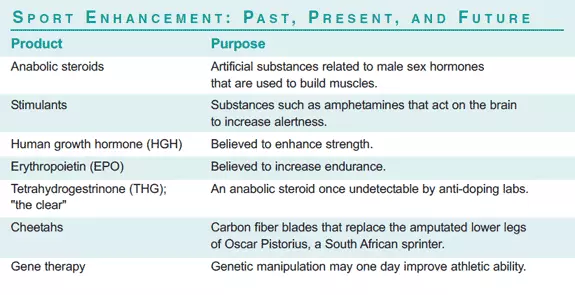 SPORT ENHANCEMENT: PAST, PRESENT, AND FUTURE
Product Purpose
Anabolic steroids Artificial substances related to male sex hormones
that are used to build muscles.
Stimulants Substances such as amphetamines that act on the brain
to increase alertness.
Human growth hormone (HGH) Believed to enhance strength.
Erythropoietin (EPO) Believed to increase endurance.
Tetrahydrogestrinone (THG); An anabolic steroid once undetectable by anti-doping labs.
"the clear"
Cheetahs Carbon fiber blades that replace the amputated lower legs
of Oscar Pistorius, a South African sprinter.
Gene therapy Genetic manipulation may one day improve athletic ability.